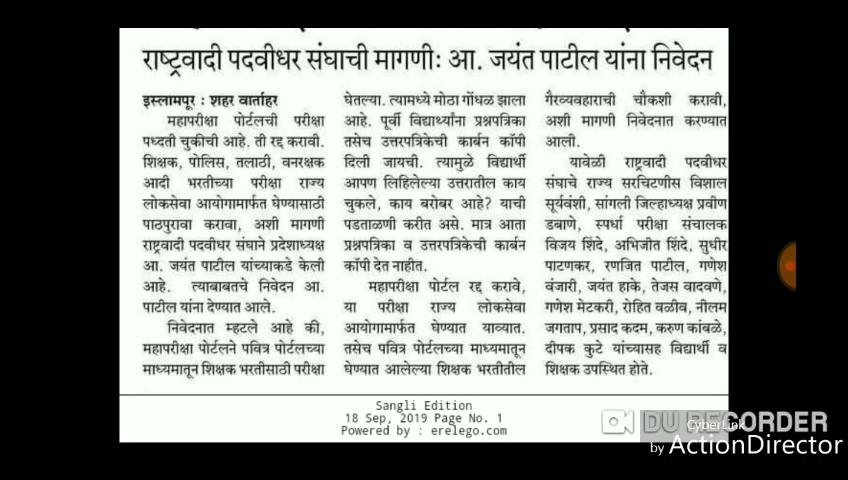 राष्ट्रवादी पदवीधर संघाची मागणी: आ. जयंत पाटील यांना निवेदन
इस्लामपूर : शहर वार्ताहर
महापरीक्षा पोर्टलची परीक्षा
पध्दती चुकीची आहे. ती रद्द करावी.
शिक्षक, पोलिस, तलाठी, वनरक्षक
आदी भरतीच्या परीक्षा राज्य
लोकसेवा आयोगामार्फत घेण्यासाठी
पाठपुरावा करावा, अशी मागणी
राष्ट्रवादी पदवीधर संघाने प्रदेशाध्यक्ष
आ. जयंत पाटील यांच्याकडे केली
आहे. त्याबाबतचे निवेदन आ.
पाटील यांना देण्यात आले.
निवेदनात म्हटले आहे की,
महापरीक्षा पोर्टलने पवित्र पोर्टलच्या
माध्यमातून शिक्षक भरतीसाठी परीक्षा
घेतल्या. त्यामध्ये मोठा गोंधळ झाला
आहे. पूर्वी विद्यार्थ्यांना प्रश्नपत्रिका
तसेच उत्तरपत्रिकेची कार्बन कॉपी
दिली जायची. त्यामुळे विद्यार्थी
आपण लिहिलेल्या उत्तरातील काय
चुकले, काय बरोबर आहे? याची
पडताळणी करीत असे. मात्र आता
प्रश्नपत्रिका व उत्तरपत्रिकेची कार्बन
कॉपी देत नाहीत.
महापरीक्षा पोर्टल रद्द करावे,
या परीक्षा राज्य लोकसेवा
आयोगामार्फत घेण्यात याव्यात.
तसेच पवित्र पोर्टलच्या माध्यमातून
घेण्यात आलेल्या शिक्षक भरतीतील
गैरव्यवहाराची चौकशी करावी,
अशी मागणी निवेदनात करण्यात
आली.
यावेळी राष्ट्रवादी पदवीधर
संघाचे राज्य सरचिटणीस विशाल
सूर्यवंशी, सांगली जिल्हाध्यक्ष प्रवीण
डबाणे, स्पर्धा परीक्षा संचालक
विजय शिंदे, अभिजीत शिंदे, सुधीर
पाटणकर, रणजित पाटील, गणेश
वंजारी, जयंत हाके, तेजस वादवणे,
गणेश मेटकरी, रोहित वळीव, नीलम
जगताप, प्रसाद कदम, करुण कांबळे,
दीपक कुटे यांच्यासह विद्यार्थी व
शिक्षक उपस्थित होते.
Sangli Edition
18 Sep, 2019 Page No. 1
Powered by : erelego.com
DU RECORDER
CyberLink
by ActionDirector